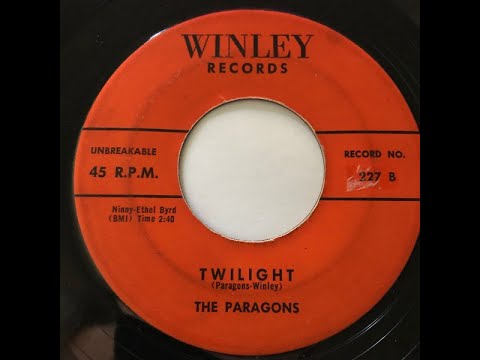 WINLEY
RECORDS
UNBREAKABLE
45 R.P.M.
RECORD NO.
227 B
Ninny-Ethel Byrd
(BMI) Time 2:40
TWILIGHT
(Paragons-Winley)
THE PARAGONS